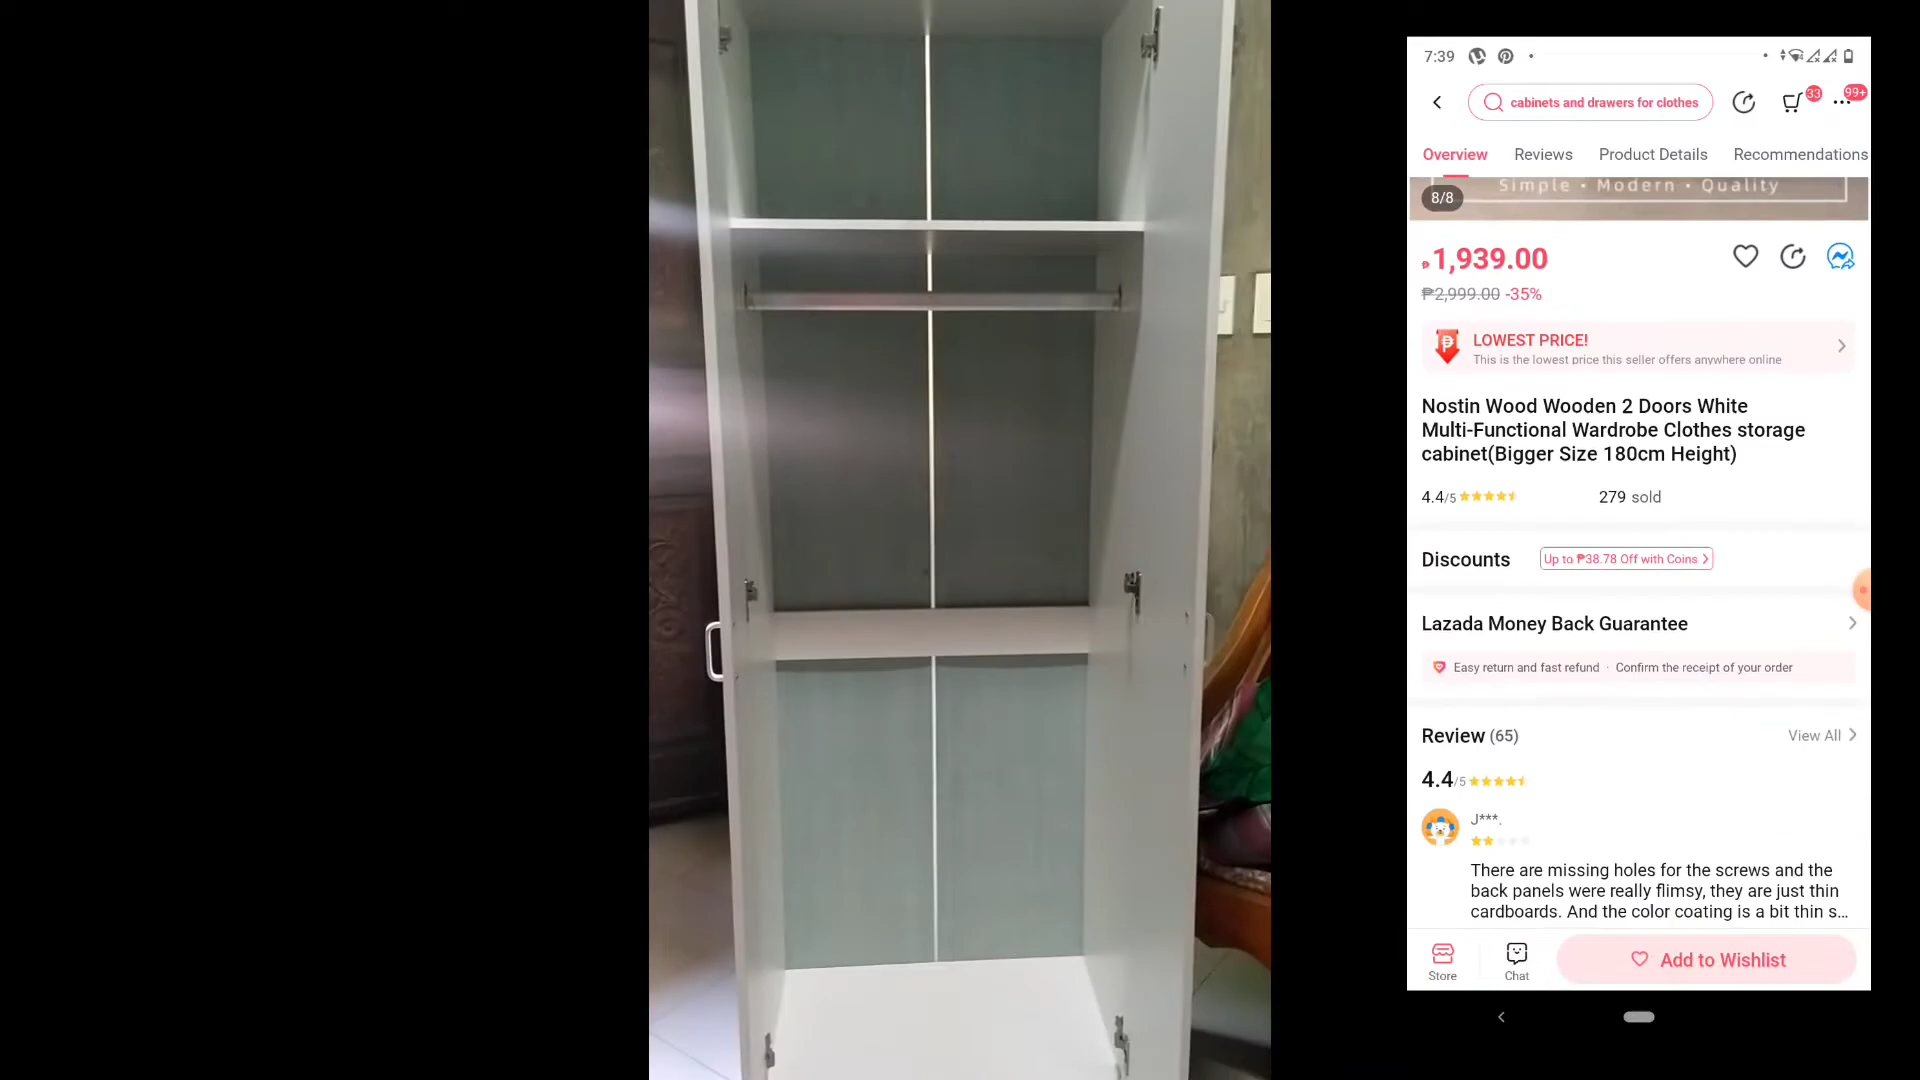 7:39
cabinets and drawers for clothes
33
99+
Overview Reviews Product Details Recommendations
Simple • Modern • Quality
8/8
₱1,939.00
₱2,999.00 -35%
LOWEST PRICE!
This is the lowest price this seller offers anywhere online
Nostin Wood Wooden 2 Doors White
Multi-Functional Wardrobe Clothes storage
cabinet(Bigger Size 180cm Height)
4.4/5 279 sold
Discounts Up to ₱38.78 Off with Coins
Lazada Money Back Guarantee
Easy return and fast refund · Confirm the receipt of your order
Review (65) View All
4.4/5
J***.
There are missing holes for the screws and the
back panels were really flimsy, they are just thin
cardboards. And the color coating is a bit thin s...
Store Chat Add to Wishlist